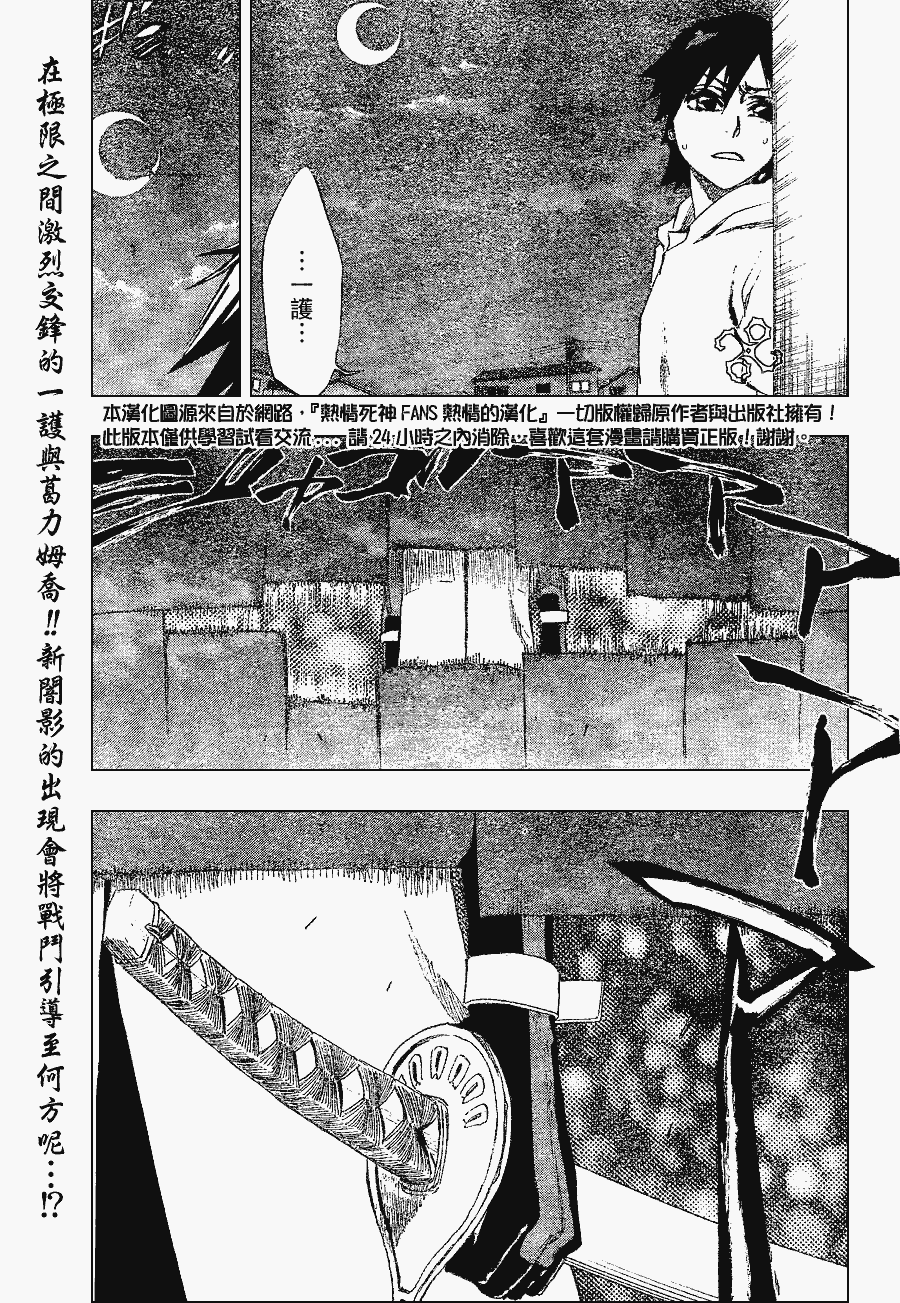 …一護…
本漢化圖源來自於網路，『熱情死神 FANS 熱情的漢化』一切版權歸原作者與出版社擁有！
此版本僅供學習試看交流……請 24 小時之內消除，喜歡這套漫畫請購買正版！謝謝。
在極限之間激烈交鋒的一護與葛力姆喬!!新闇影的出現會將戰鬥引導至何方呢…!?